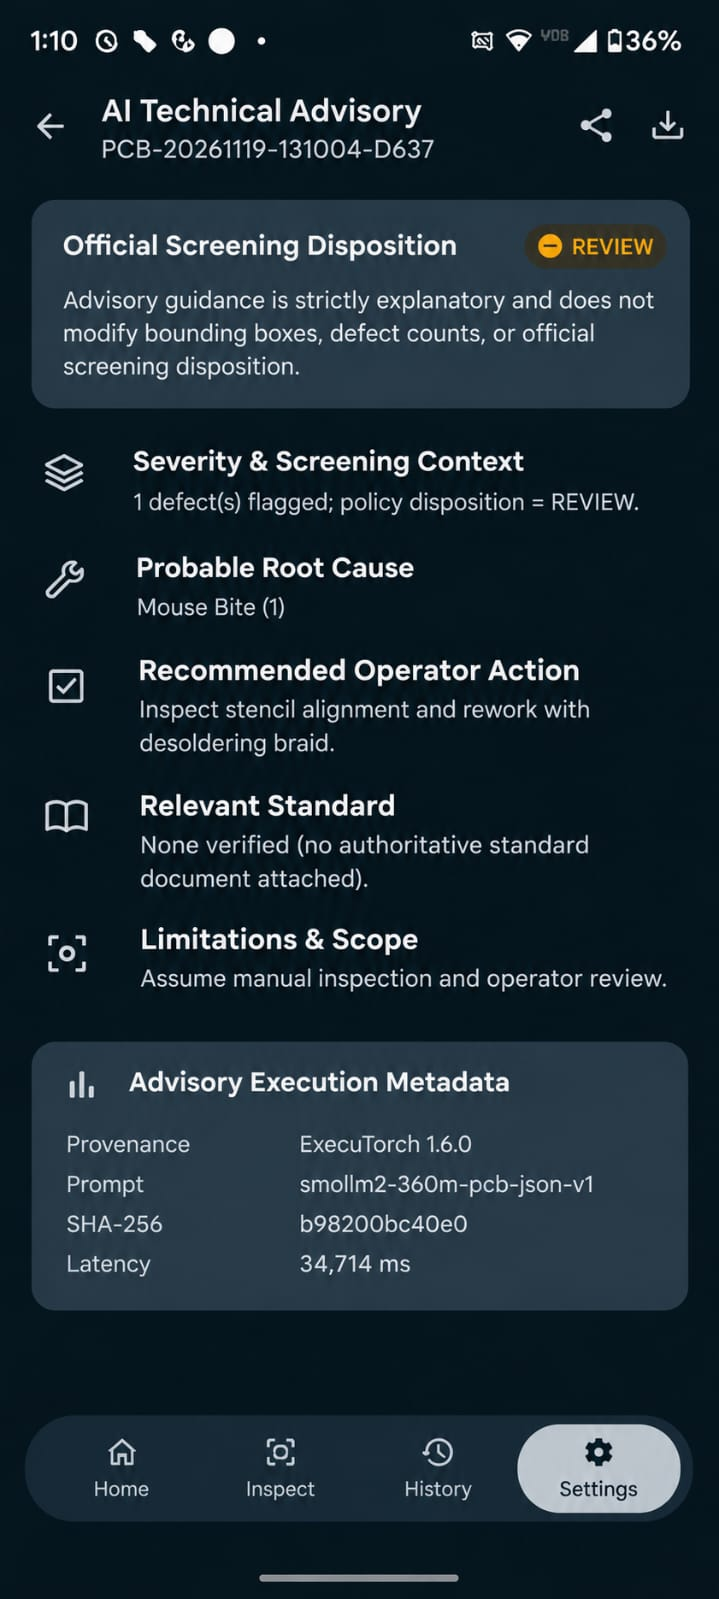 1:10
36%
AI Technical Advisory
PCB-20261119-131004-D637
Official Screening Disposition
REVIEW
Advisory guidance is strictly explanatory and does not
modify bounding boxes, defect counts, or official
screening disposition.
Severity & Screening Context
1 defect(s) flagged; policy disposition = REVIEW.
Probable Root Cause
Mouse Bite (1)
Recommended Operator Action
Inspect stencil alignment and rework with
desoldering braid.
Relevant Standard
None verified (no authoritative standard
document attached).
Limitations & Scope
Assume manual inspection and operator review.
Advisory Execution Metadata
Provenance ExecuTorch 1.6.0
Prompt smollm2-360m-pcb-json-v1
SHA-256 b98200bc40e0
Latency 34,714 ms
Home Inspect History Settings